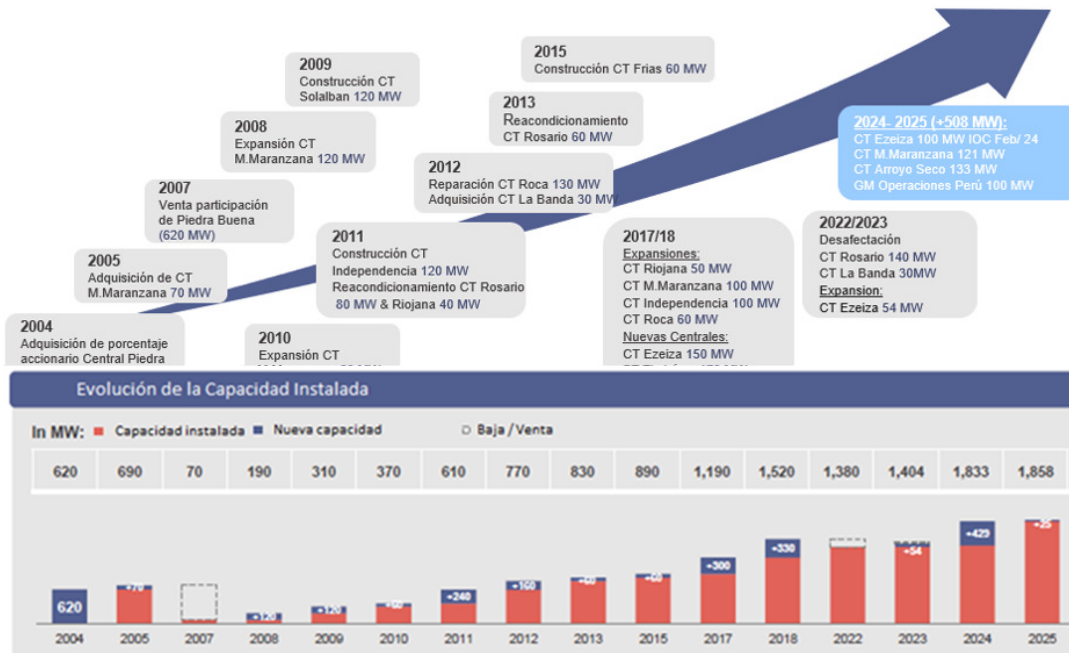 2004
Adquisición de porcentaje
accionario Central Piedra
2005
Adquisición de CT
M.Maranzana 70 MW
2007
Venta participación
de Piedra Buena
(620 MW)
2008
Expansión CT
M.Maranzana 120 MW
2009
Construcción CT
Solalban 120 MW
2010
Expansión CT
2011
Construcción CT
Independencia 120 MW
Reacondicionamiento CT Rosario
80 MW & Riojana 40 MW
2012
Reparación CT Roca 130 MW
Adquisición CT La Banda 30 MW
2013
Reacondicionamiento
CT Rosario 60 MW
2015
Construcción CT Frias 60 MW
2017/18
Expansiones:
CT Riojana 50 MW
CT M.Maranzana 100 MW
CT Independencia 100 MW
CT Roca 60 MW
Nuevas Centrales:
CT Ezeiza 150 MW
2022/2023
Desafectación
CT Rosario 140 MW
CT La Banda 30MW
Expansion:
CT Ezeiza 54 MW
2024- 2025 (+508 MW):
CT Ezeiza 100 MW IOC Feb/ 24
CT M.Maranzana 121 MW
CT Arroyo Seco 133 MW
GM Operaciones Perú 100 MW
Evolución de la Capacidad Instalada
In MW: Capacidad instalada Nueva capacidad Baja / Venta
620 690 70 190 310 370 610 770 830 890 1,190 1,520 1,380 1,404 1,833 1,858
620 +70 +120 +120 +60 +240 +160 +60 +60 +300 +330 +54 +429 +25
2004 2005 2007 2008 2009 2010 2011 2012 2013 2015 2017 2018 2022 2023 2024 2025